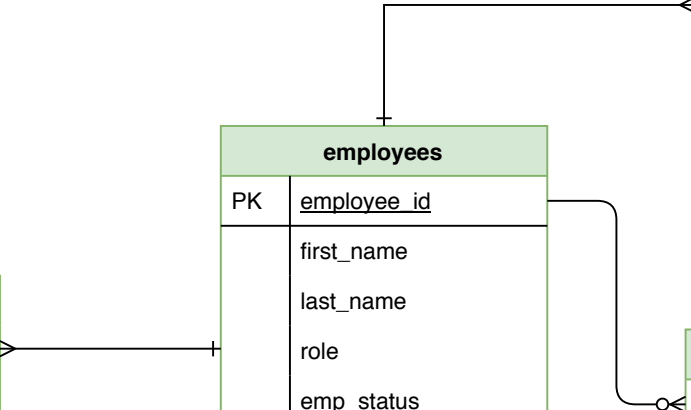 employees
PK employee_id
first_name
last_name
role
emp_status